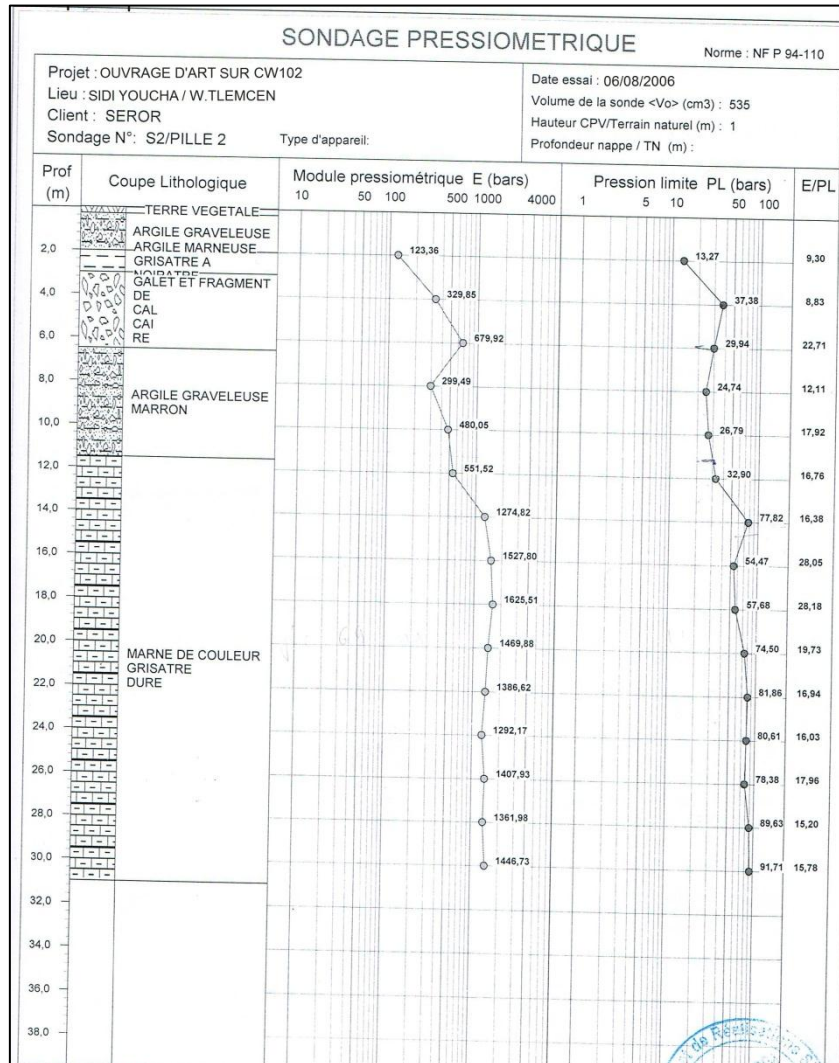 SONDAGE PRESSIOMETRIQUE
Norme : NF P 94-110
Projet : OUVRAGE D'ART SUR CW102
Lieu : SIDI YOUCHA / W.TLEMCEN
Client : SEROR
Sondage N°: S2/PILLE 2 Type d'appareil:
Date essai : 06/08/2006
Volume de la sonde <Vo> (cm3) : 535
Hauteur CPV/Terrain naturel (m) : 1
Profondeur nappe / TN (m) :
Prof (m)
Coupe Lithologique
Module pressiométrique E (bars)
10 50 100 500 1000 4000
Pression limite PL (bars)
1 5 10 50 100
E/PL
TERRE VEGETALE
ARGILE GRAVELEUSE
ARGILE MARNEUSE
GRISATRE A
NOIRATRE
GALET ET FRAGMENT
DE
CAL
CAI
RE
ARGILE GRAVELEUSE
MARRON
MARNE DE COULEUR
GRISATRE
DURE
2,0 123,36 13,27 9,30
4,0 329,85 37,38 8,83
6,0 679,92 29,94 22,71
8,0 299,49 24,74 12,11
10,0 480,05 26,79 17,92
12,0 551,52 32,90 16,76
14,0 1274,82 77,82 16,38
16,0 1527,80 54,47 28,05
18,0 1625,51 57,68 28,18
20,0 1469,88 74,50 19,73
22,0 1386,62 81,86 16,94
24,0 1292,17 80,61 16,03
26,0 1407,93 78,38 17,96
28,0 1361,98 89,63 15,20
30,0 1446,73 91,71 15,78
32,0
34,0
36,0
38,0
de Réalisations